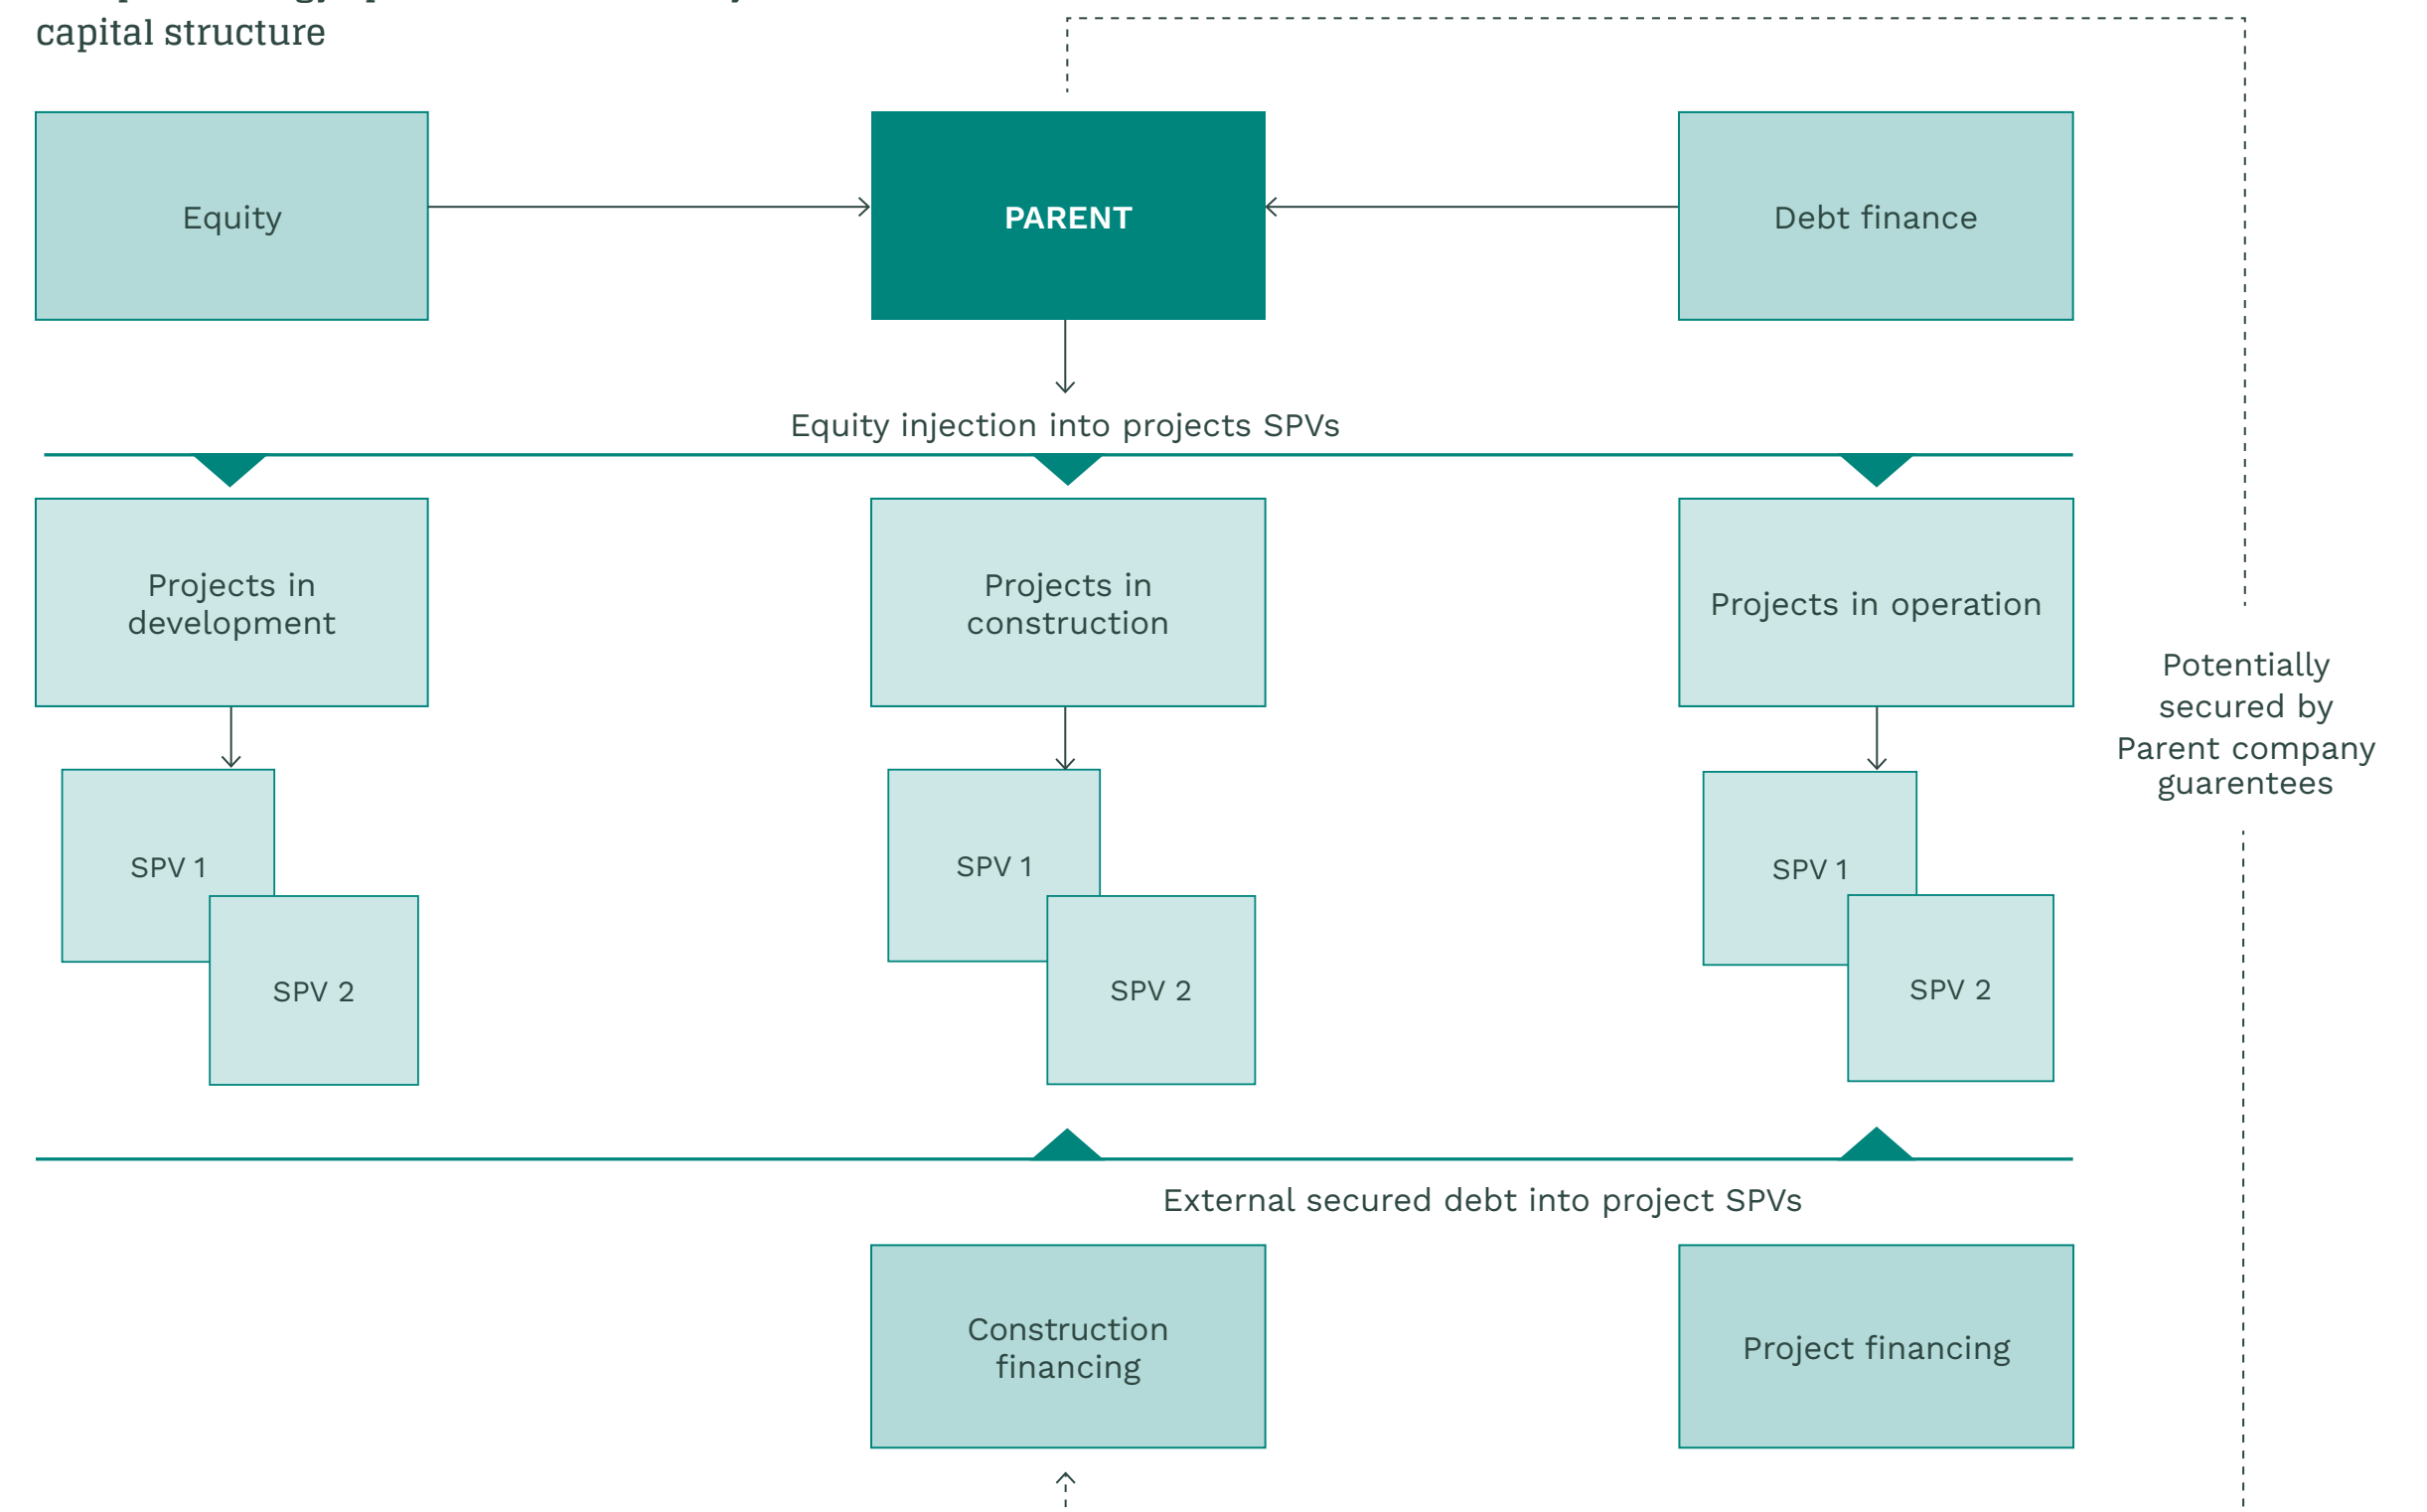 capital structure
Equity
PARENT
Debt finance
Equity injection into projects SPVs
Projects in
development
Projects in
construction
Projects in operation
Potentially
secured by
Parent company
guarentees
SPV 1
SPV 1
SPV 1
SPV 2
SPV 2
SPV 2
External secured debt into project SPVs
Construction
financing
Project financing